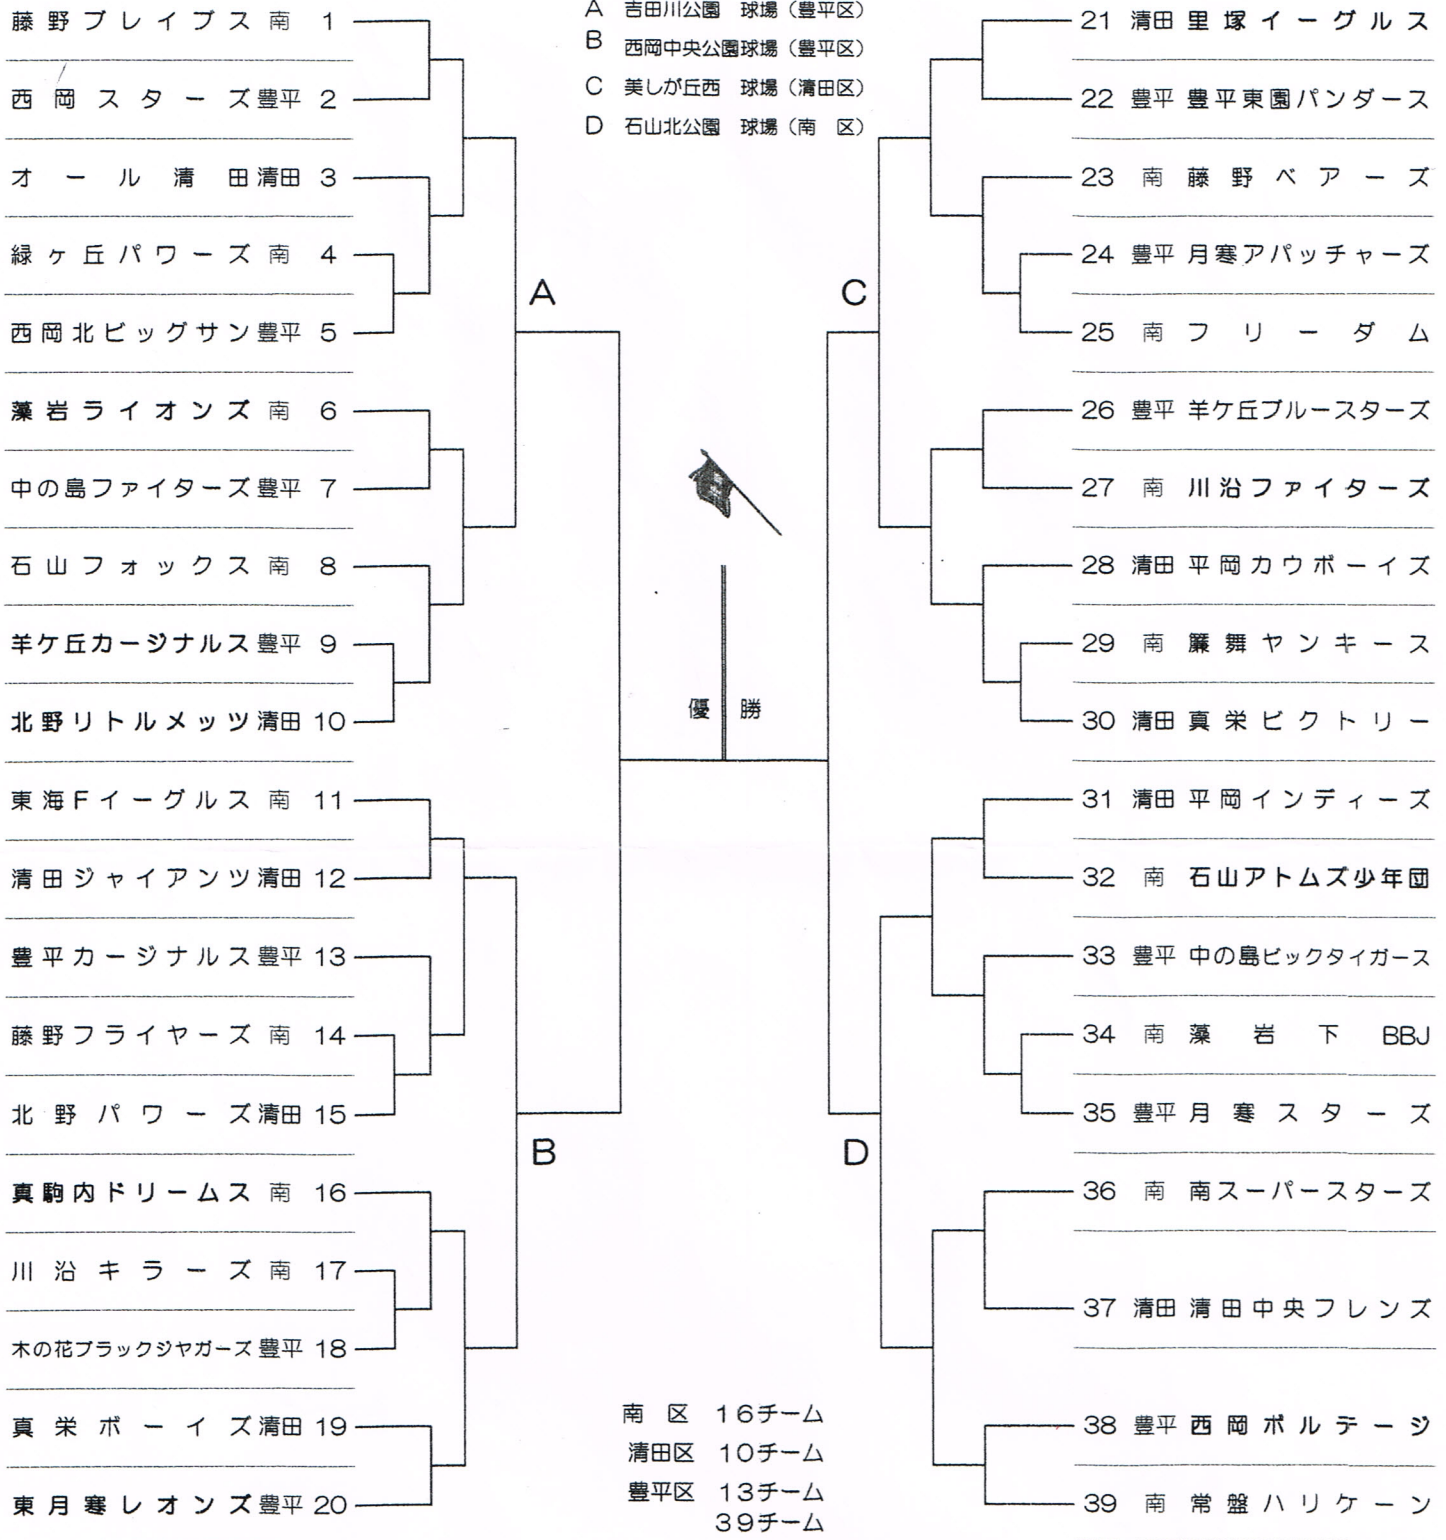 A 吉田川公園 球場（豊平区）
B 西岡中央公園球場（豊平区）
C 美しが丘西 球場（清田区）
D 石山北公園 球場（南 区）
藤野ブレイブス 南 1
西岡スターズ 豊平 2
オール清田 清田 3
緑ヶ丘パワーズ 南 4
西岡北ビッグサン 豊平 5
藻岩ライオンズ 南 6
中の島ファイターズ 豊平 7
石山フォックス 南 8
羊ケ丘カージナルス 豊平 9
北野リトルメッツ 清田 10
東海Fイーグルス 南 11
清田ジャイアンツ 清田 12
豊平カージナルス 豊平 13
藤野フライヤーズ 南 14
北野パワーズ 清田 15
真駒内ドリームス 南 16
川沿キラーズ 南 17
木の花ブラックジヤガーズ 豊平 18
真栄ボーイズ 清田 19
東月寒レオンズ 豊平 20
A
B
優 勝
C
D
21 清田 里塚イーグルス
22 豊平 豊平東園パンダース
23 南 藤野ベアーズ
24 豊平 月寒アパッチャーズ
25 南 フリーダム
26 豊平 羊ケ丘ブルースターズ
27 南 川沿ファイターズ
28 清田 平岡カウボーイズ
29 南 簾舞ヤンキース
30 清田 真栄ビクトリー
31 清田 平岡インディーズ
32 南 石山アトムズ少年団
33 豊平 中の島ビックタイガース
34 南 藻岩下BBJ
35 豊平 月寒スターズ
36 南 南スーパースターズ
37 清田 清田中央フレンズ
38 豊平 西岡ボルテージ
39 南 常盤ハリケーン
南 区 16チーム
清田区 10チーム
豊平区 13チーム
39チーム